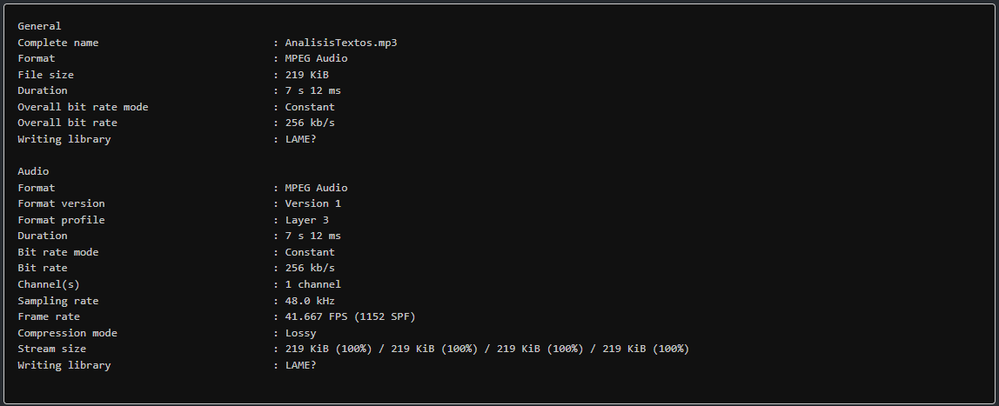 General
Complete name : AnalisisTextos.mp3
Format : MPEG Audio
File size : 219 KiB
Duration : 7 s 12 ms
Overall bit rate mode : Constant
Overall bit rate : 256 kb/s
Writing library : LAME?
Audio
Format : MPEG Audio
Format version : Version 1
Format profile : Layer 3
Duration : 7 s 12 ms
Bit rate mode : Constant
Bit rate : 256 kb/s
Channel(s) : 1 channel
Sampling rate : 48.0 kHz
Frame rate : 41.667 FPS (1152 SPF)
Compression mode : Lossy
Stream size : 219 KiB (100%) / 219 KiB (100%) / 219 KiB (100%) / 219 KiB (100%)
Writing library : LAME?